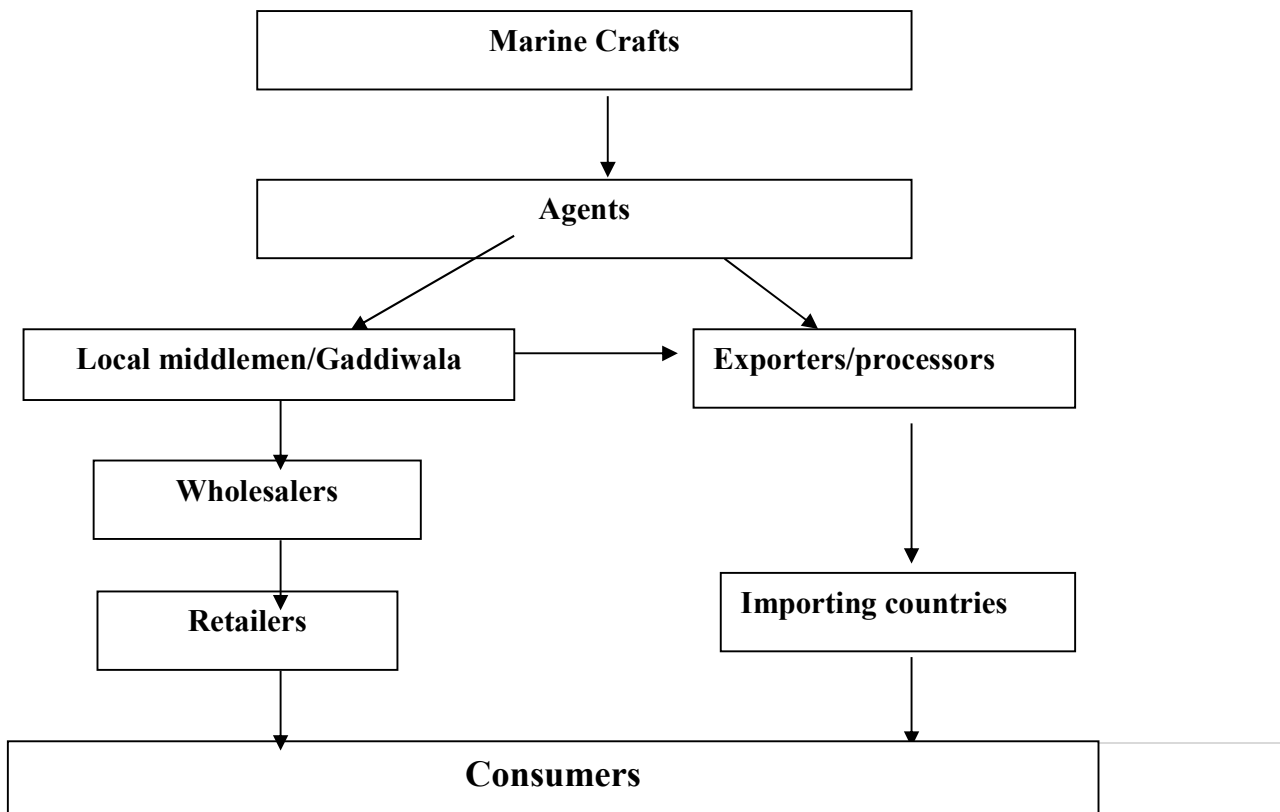 Marine Crafts
Agents
Local middlemen/Gaddiwala
Exporters/processors
Wholesalers
Importing countries
Retailers
Consumers